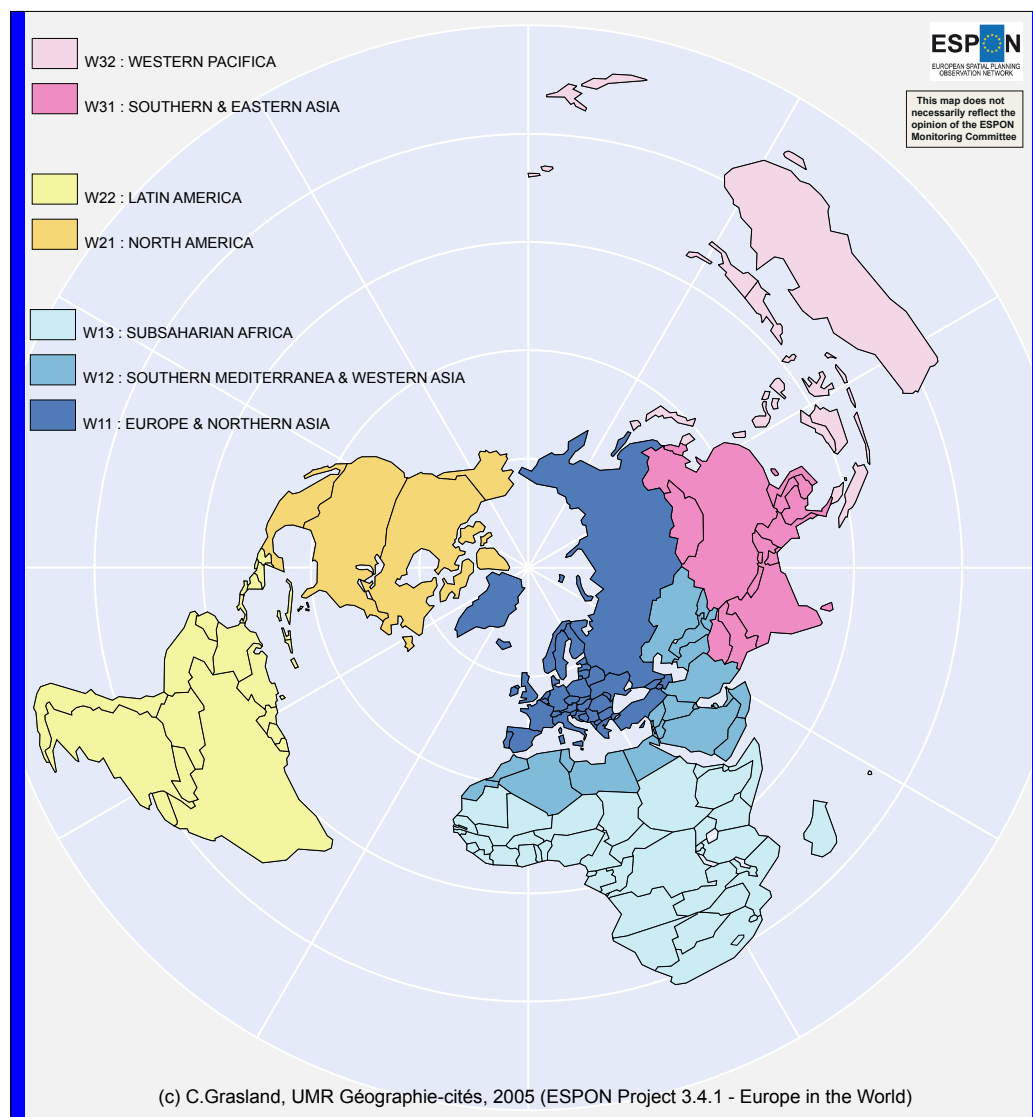 W32 : WESTERN PACIFICA
W31 : SOUTHERN & EASTERN ASIA
W22 : LATIN AMERICA
W21 : NORTH AMERICA
W13 : SUBSAHARIAN AFRICA
W12 : SOUTHERN MEDITERRANEA & WESTERN ASIA
W11 : EUROPE & NORTHERN ASIA
ESPON
EUROPEAN SPATIAL PLANNING
OBSERVATION NETWORK
This map does not
necessarily reflect the
opinion of the ESPON
Monitoring Committee
(c) C.Grasland, UMR Géographie-cités, 2005 (ESPON Project 3.4.1 - Europe in the World)